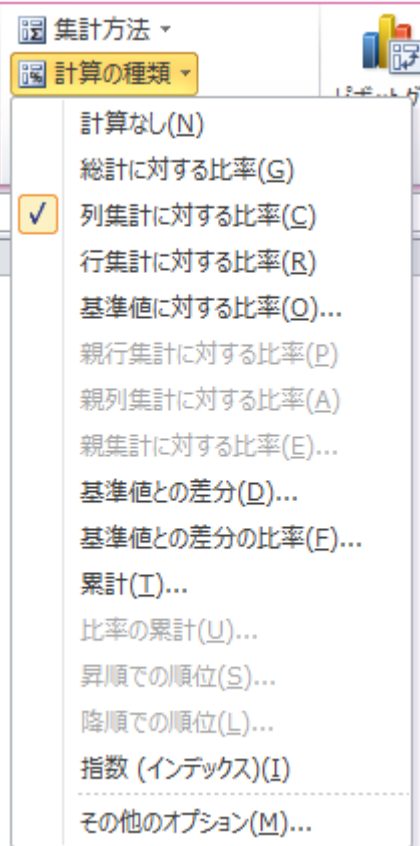 集計方法
計算の種類
計算なし(N)
総計に対する比率(G)
列集計に対する比率(C)
行集計に対する比率(R)
基準値に対する比率(O)...
親行集計に対する比率(P)
親列集計に対する比率(A)
親集計に対する比率(E)...
基準値との差分(D)...
基準値との差分の比率(F)...
累計(T)...
比率の累計(U)...
昇順での順位(S)...
降順での順位(L)...
指数 (インデックス)(I)
その他のオプション(M)...